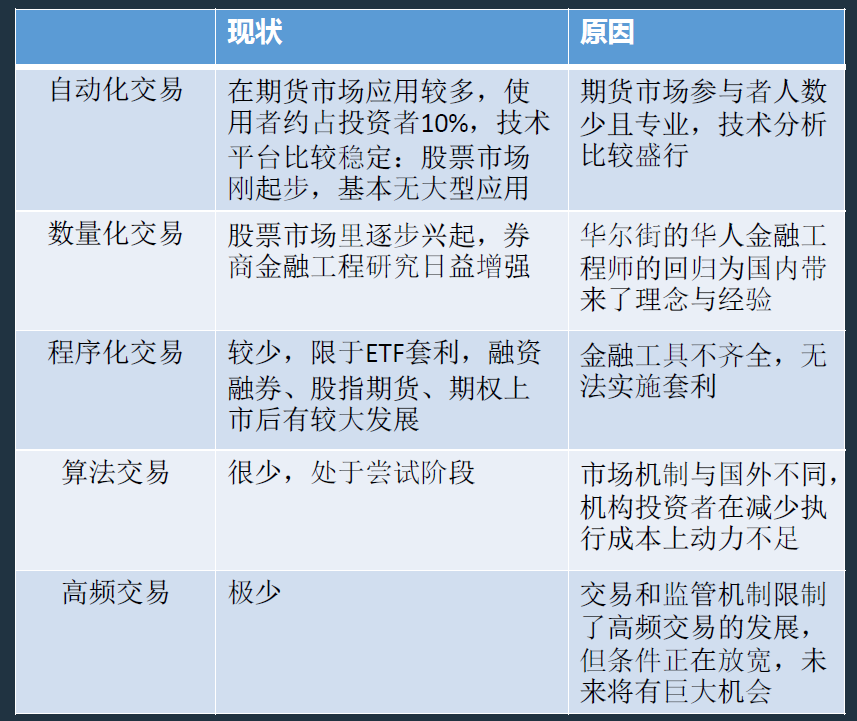 现状
原因
自动化交易
在期货市场应用较多，使
用者约占投资者10%，技术
平台比较稳定：股票市场
刚起步，基本无大型应用
期货市场参与者人数
少且专业，技术分析
比较盛行
数量化交易
股票市场里逐步兴起，券
商金融工程研究日益增强
华尔街的华人金融工
程师的回归为国内带
来了理念与经验
程序化交易
较少，限于ETF套利，融资
融券、股指期货、期权上
市后有较大发展
金融工具不齐全，无
法实施套利
算法交易
很少，处于尝试阶段
市场机制与国外不同，
机构投资者在减少执
行成本上动力不足
高频交易
极少
交易和监管机制限制
了高频交易的发展，
但条件正在放宽，未
来将有巨大机会